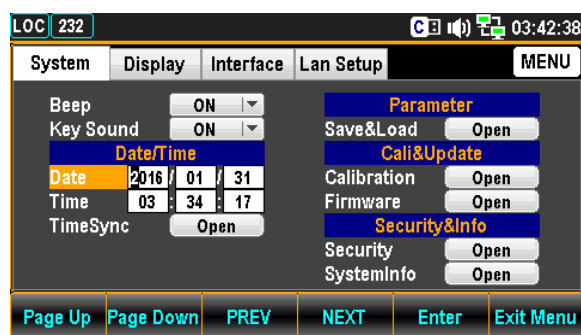 LOC 232 C 03:42:38
System Display Interface Lan Setup MENU
Beep ON
Key Sound ON
Date/Time
Date 2016 / 01 / 31
Time 03 : 34 : 17
TimeSync Open
Parameter
Save&Load Open
Cali&Update
Calibration Open
Firmware Open
Security&Info
Security Open
SystemInfo Open
Page Up Page Down PREV NEXT Enter Exit Menu